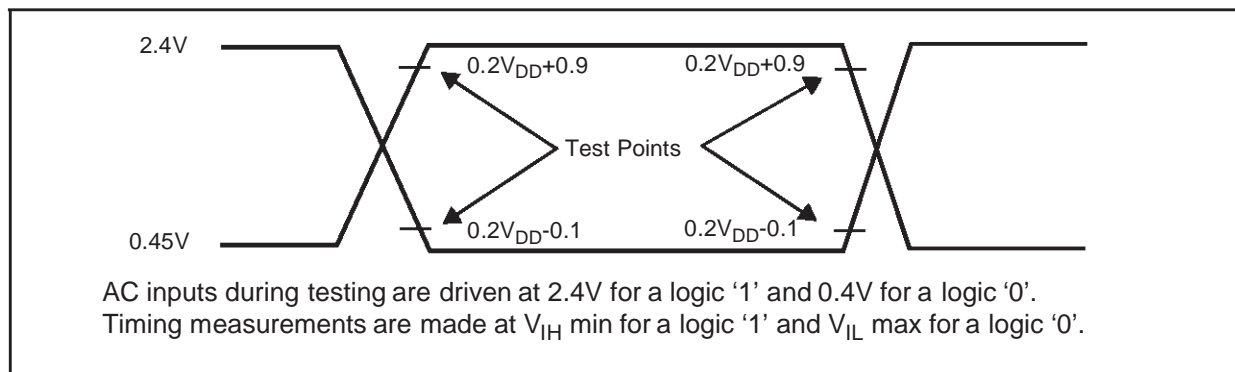 2.4V
0.2VDD+0.9 0.2VDD+0.9
Test Points
0.45V
0.2VDD-0.1 0.2VDD-0.1
AC inputs during testing are driven at 2.4V for a logic ‘1’ and 0.4V for a logic ‘0’.
Timing measurements are made at VIH min for a logic ‘1’ and VIL max for a logic ‘0’.